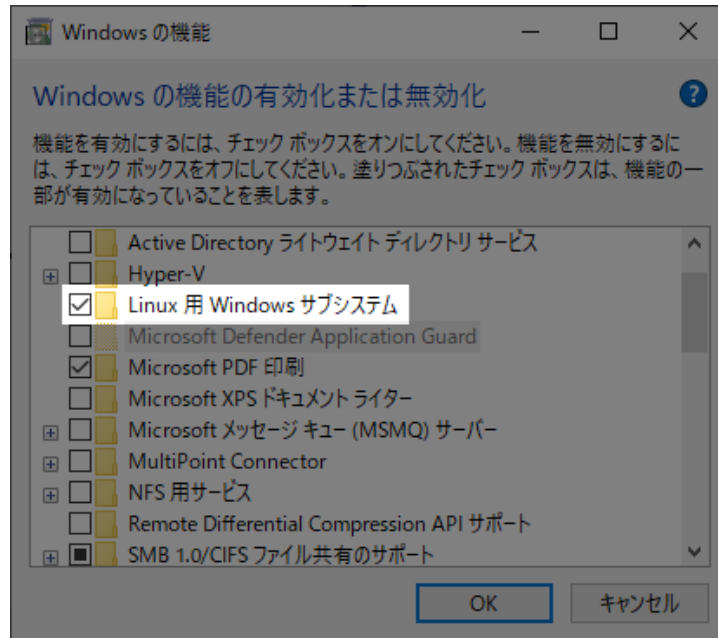 Windows の機能
Windows の機能の有効化または無効化
機能を有効にするには、チェック ボックスをオンにしてください。機能を無効にするに
は、チェック ボックスをオフにしてください。塗りつぶされたチェック ボックスは、機能の一
部が有効になっていることを表します。
Active Directory ライトウェイト ディレクトリ サービス
Hyper-V
Linux 用 Windows サブシステム
Microsoft Defender Application Guard
Microsoft PDF 印刷
Microsoft XPS ドキュメント ライター
Microsoft メッセージ キュー (MSMQ) サーバー
MultiPoint Connector
NFS 用サービス
Remote Differential Compression API サポート
SMB 1.0/CIFS ファイル共有のサポート
OK キャンセル